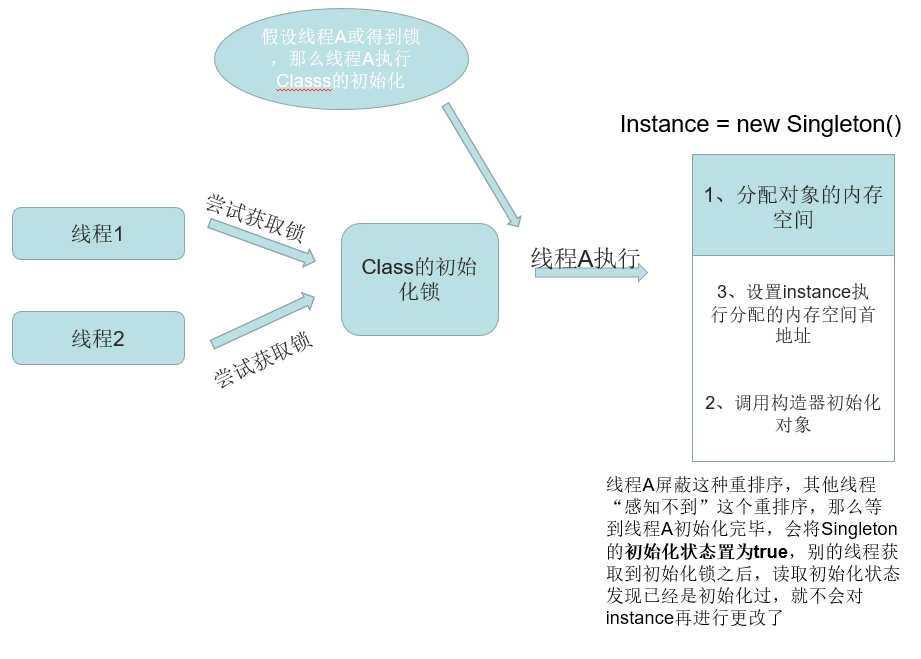 假设线程A或得到锁
，那么线程A执行
Classs的初始化
Instance = new Singleton()
1、分配对象的内存
空间
尝试获取锁
线程1
Class的初始
化锁
线程A执行
3、设置instance执
行分配的内存空间首
地址
线程2
尝试获取锁
2、调用构造器初始化
对象
线程A屏蔽这种重排序，其他线程
“感知不到”这个重排序，那么等
到线程A初始化完毕，会将Singleton
的初始化状态置为true，别的线程获
取到初始化锁之后，读取初始化状态
发现已经是初始化过，就不会对
instance再进行更改了